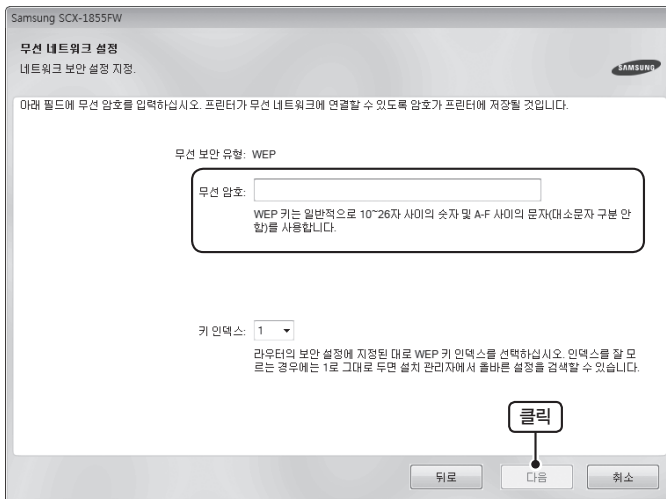 Samsung SCX-1855FW
무선 네트워크 설정
네트워크 보안 설정 지정.
SAMSUNG
아래 필드에 무선 암호를 입력하십시오. 프린터가 무선 네트워크에 연결할 수 있도록 암호가 프린터에 저장될 것입니다.
무선 보안 유형: WEP
무선 암호:
WEP 키는 일반적으로 10~26자 사이의 숫자 및 A-F 사이의 문자(대소문자 구분 안
함)를 사용합니다.
키 인덱스: 1
라우터의 보안 설정에 지정된 대로 WEP 키 인덱스를 선택하십시오. 인덱스를 잘 모
르는 경우에는 1로 그대로 두면 설치 관리자에서 올바른 설정을 검색할 수 있습니다.
클릭
뒤로 다음 취소